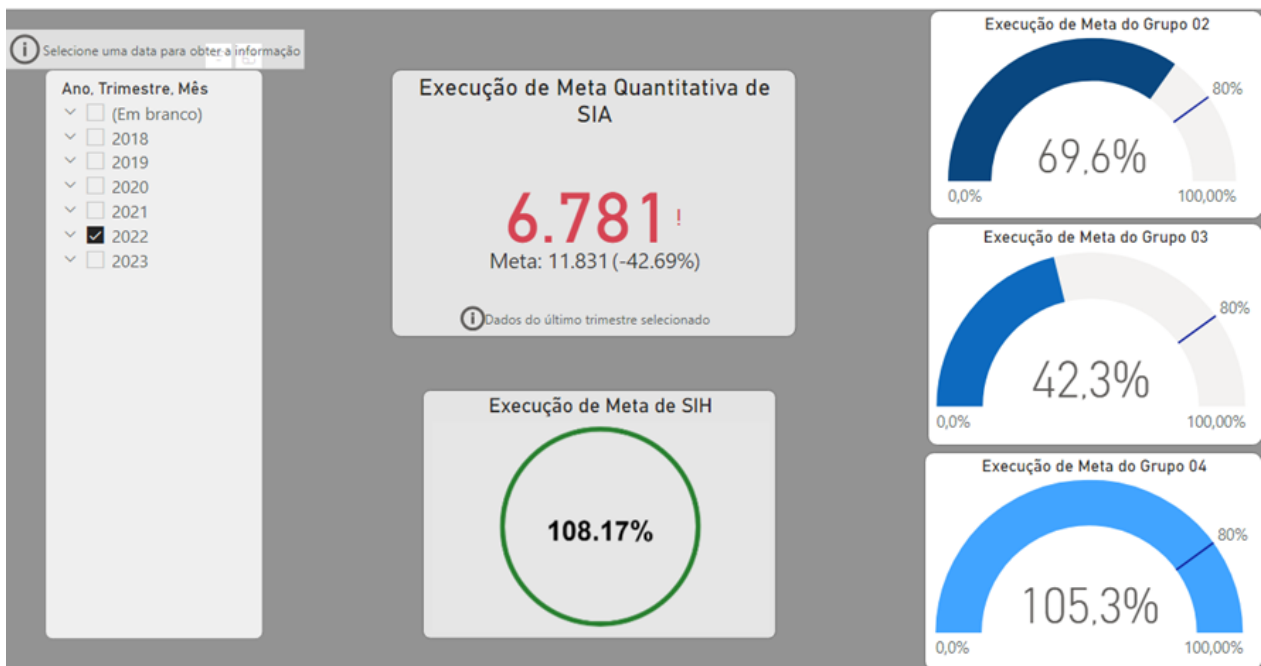 Selecione uma data para obter a informação
Ano, Trimestre, Mês
(Em branco)
2018
2019
2020
2021
2022
2023
Execução de Meta Quantitativa de
SIA
6.781 !
Meta: 11.831 (-42.69%)
Dados do último trimestre selecionado
Execução de Meta de SIH
108.17%
Execução de Meta do Grupo 02
80%
69,6%
0,0%
100,00%
Execução de Meta do Grupo 03
80%
42,3%
0,0%
100,00%
Execução de Meta do Grupo 04
80%
105,3%
0,0%
100,00%